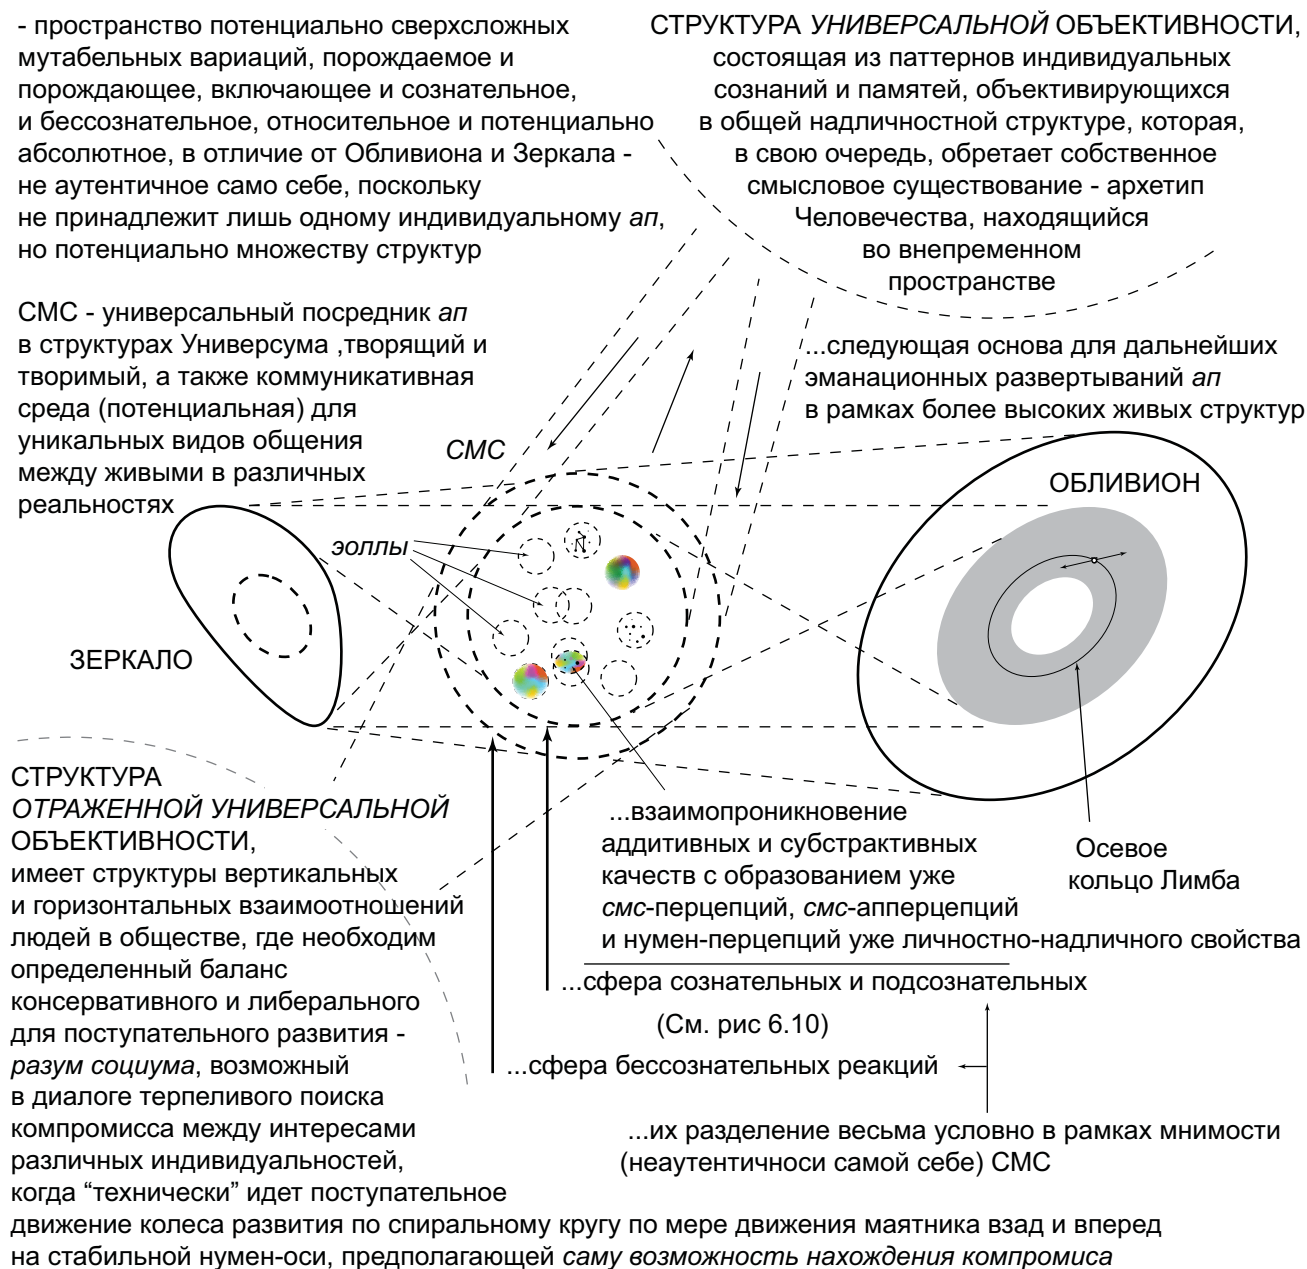 - пространство потенциально сверхсложных
мутабельных вариаций, порождаемое и
порождающее, включающее и сознательное,
и бессознательное, относительное и потенциально
абсолютное, в отличие от Обливиона и Зеркала -
не аутентичное само себе, поскольку
не принадлежит лишь одному индивидуальному ап,
но потенциально множеству структур
СТРУКТУРА УНИВЕРСАЛЬНОЙ ОБЪЕКТИВНОСТИ,
состоящая из паттернов индивидуальных
сознаний и памятей, объективирующихся
в общей надличностной структуре, которая,
в свою очередь, обретает собственное
смысловое существование - архетип
Человечества, находящийся
во вневременном
пространстве
СМС - универсальный посредник ап
в структурах Универсума ,творящий и
творимый, а также коммуникативная
среда (потенциальная) для
уникальных видов общения
между живыми в различных
реальностях
...следующая основа для дальнейших
эманационных развертываний ап
в рамках более высоких живых структур
СМС
ОБЛИВИОН
эоллы
ЗЕРКАЛО
СТРУКТУРА
ОТРАЖЕННОЙ УНИВЕРСАЛЬНОЙ
ОБЪЕКТИВНОСТИ,
имеет структуры вертикальных
и горизонтальных взаимоотношений
людей в обществе, где необходим
определенный баланс
консервативного и либерального
для поступательного развития -
разум социума, возможный
в диалоге терпеливого поиска
компромисса между интересами
различных индивидуальностей,
когда “технически” идет поступательное
движение колеса развития по спиральному кругу по мере движения маятника взад и вперед
на стабильной нумен-оси, предполагающей саму возможность нахождения компромиса
...взаимопроникновение
аддитивных и субстрактивных
качеств с образованием уже
смс-перцепций, смс-апперцепций
и нумен-перцепций уже личностно-надличного свойства
Осевое
кольцо Лимба
...сфера сознательных и подсознательных
(См. рис 6.10)
...сфера бессознательных реакций
...их разделение весьма условно в рамках мнимости
(неаутентичноси самой себе) СМС